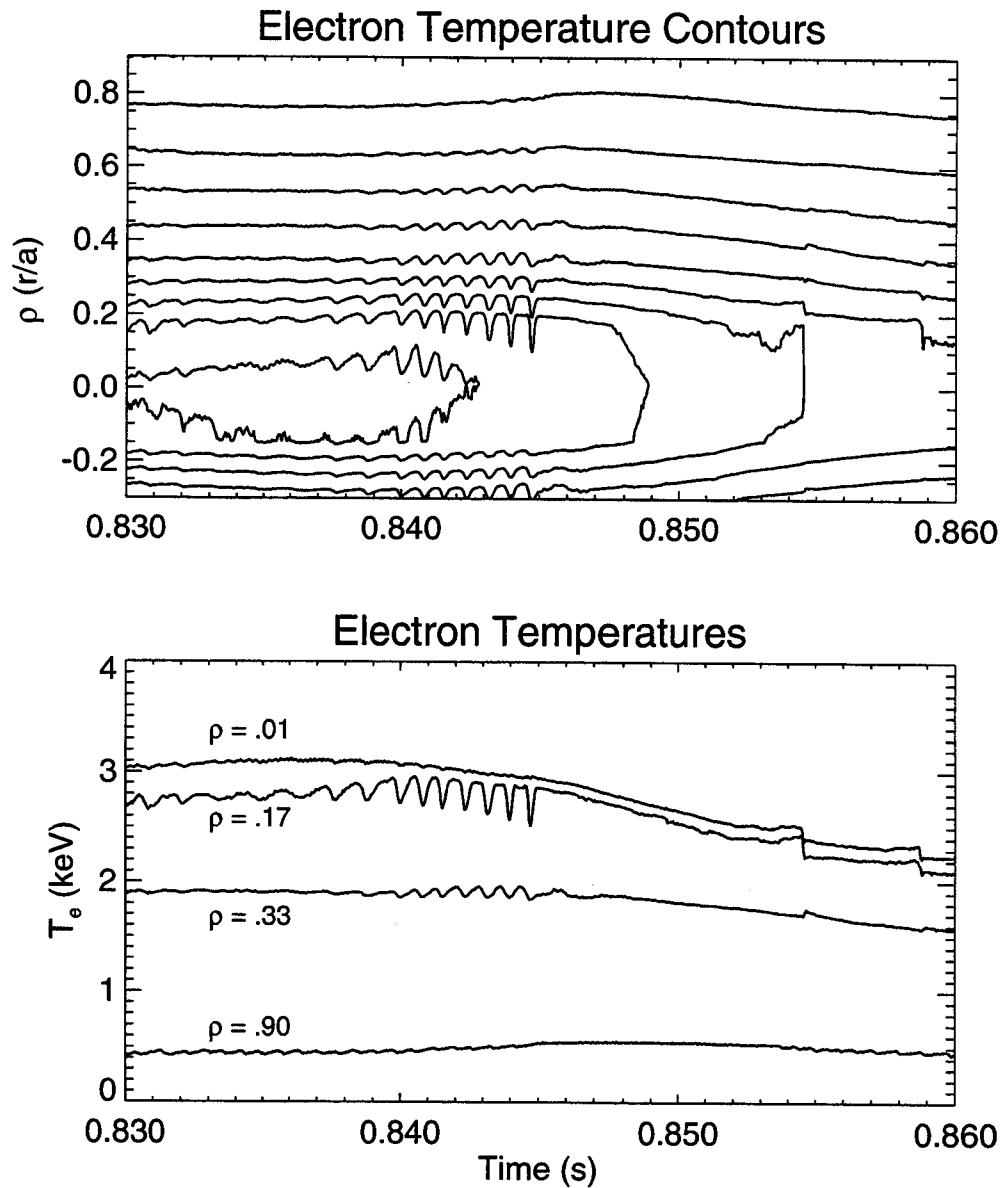 Electron Temperature Contours
ρ (r/a)
0.8
0.6
0.4
0.2
0.0
-0.2
0.830 0.840 0.850 0.860
Electron Temperatures
T_e (keV)
4
3
2
1
0
ρ = .01
ρ = .17
ρ = .33
ρ = .90
0.830 0.840 0.850 0.860
Time (s)